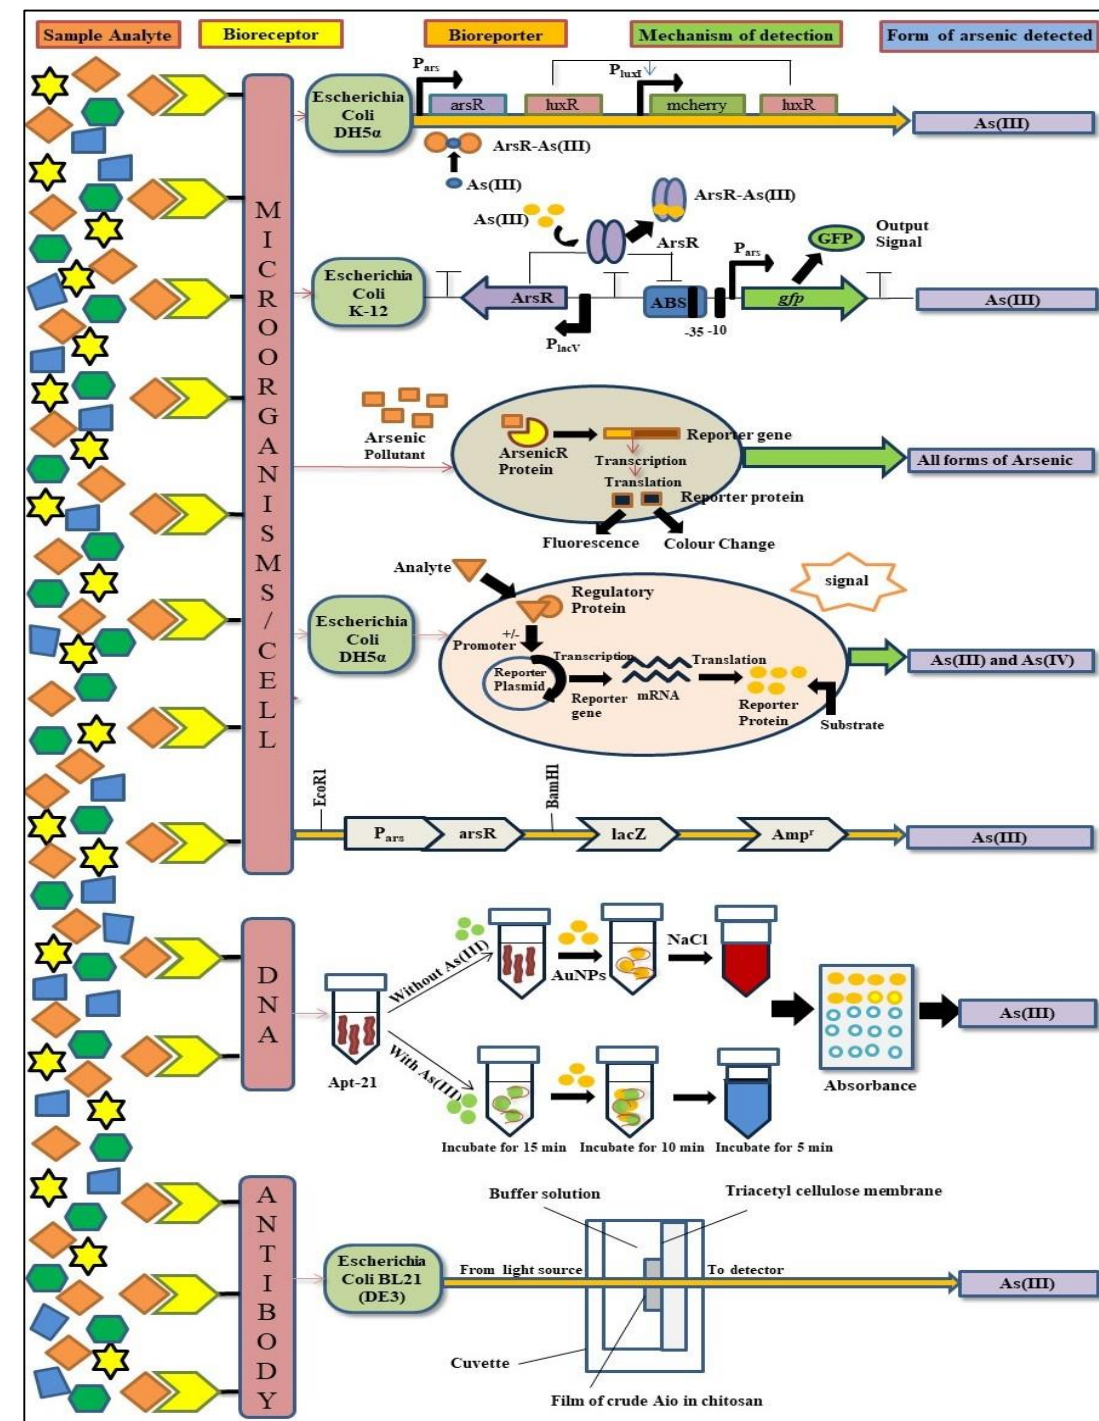 Sample Analyte
Bioreceptor
Bioreporter
Mechanism of detection
Form of arsenic detected
MICROORGANISMS/CELL
Escherichia
Coli
DH5α
Pars
arsR
luxR
PluxI
mcherry
luxR
As(III)
ArsR-As(III)
As(III)
Escherichia
Coli
K-12
As(III)
ArsR-As(III)
ArsR
ArsR
PlacV
ABS
-35 -10
Pars
gfp
GFP
Output
Signal
As(III)
Arsenic
Pollutant
ArsenicR
Protein
Reporter gene
Transcription
Translation
Reporter protein
Fluorescence
Colour Change
All forms of Arsenic
Escherichia
Coli
DH5α
Analyte
Regulatory
Protein
+/-
Promoter
Reporter
Plasmid
Transcription
Reporter
gene
mRNA
Translation
Reporter
Protein
Substrate
signal
As(III) and As(IV)
EcoR1
Pars
arsR
BamH1
lacZ
Ampr
As(III)
DNA
Apt-21
Without As(III)
AuNPs
NaCl
With As(III)
Incubate for 15 min
Incubate for 10 min
Incubate for 5 min
Absorbance
As(III)
ANTIBODY
Escherichia
Coli BL21
(DE3)
Buffer solution
Triacetyl cellulose membrane
From light source
To detector
Cuvette
Film of crude Aio in chitosan
As(III)